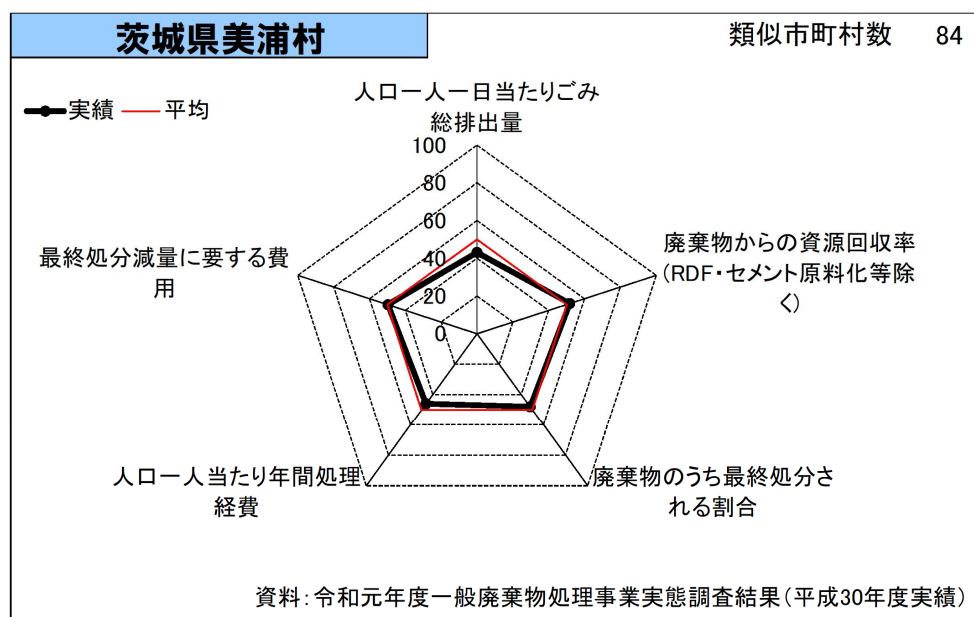 茨城県美浦村
類似市町村数 84
実績 平均
人口一人一日当たりごみ
総排出量
100
80
60
40
20
0
廃棄物からの資源回収率
(RDF・セメント原料化等除
く)
最終処分減量に要する費
用
人口一人当たり年間処理
経費
廃棄物のうち最終処分さ
れる割合
資料:令和元年度一般廃棄物処理事業実態調査結果(平成30年度実績)